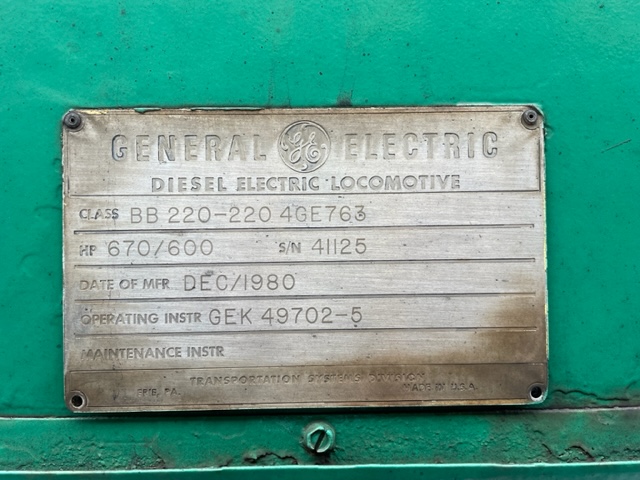 GENERAL GE ELECTRIC
DIESEL ELECTRIC LOCOMOTIVE
CLASS BB 220-220 4GE763
HP 670/600 S/N 41125
DATE OF MFR DEC/1980
OPERATING INSTR GEK 49702-5
MAINTENANCE INSTR
TRANSPORTATION SYSTEMS DIVISION
ERIE, PA. MADE IN U.S.A.